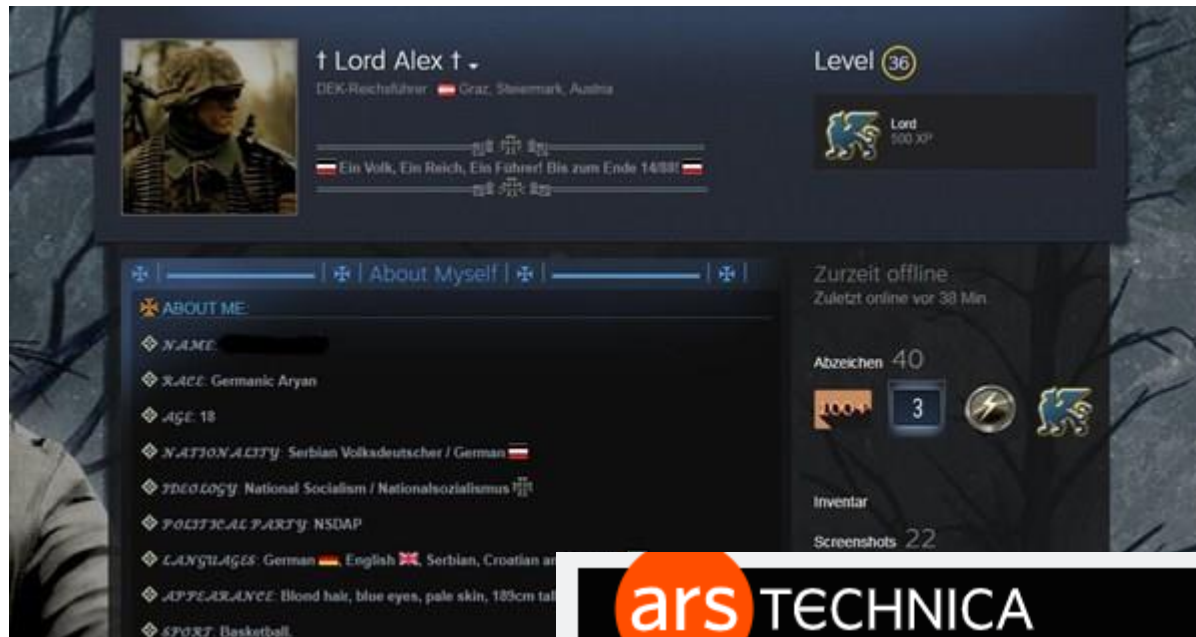 † Lord Alex †
DEK-Reichsführer Graz, Steiermark, Austria
Ein Volk, Ein Reich, Ein Führer! Bis zum Ende 14/88!
Level 36
Lord
500 XP
| About Myself |
ABOUT ME:
NAME:
RACE: Germanic Aryan
AGE: 18
NATIONALITY: Serbian Volksdeutscher / German
IDEOLOGY: National Socialism / Nationalsozialismus
POLITICAL PARTY: NSDAP
LANGUAGES: German, English, Serbian, Croatian
APPEARANCE: Blond hair, blue eyes, pale skin, 189cm tall
SPORT: Basketball.
Zurzeit offline
Zuletzt online vor 38 Min.
Abzeichen 40
100+
3
Inventar
Screenshots 22
ars TECHNICA